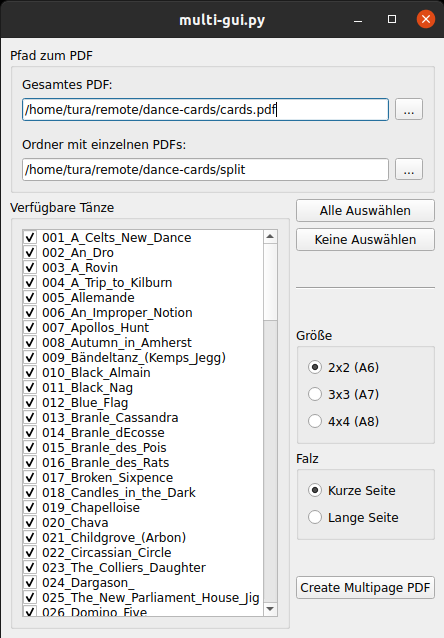 multi-gui.py
Pfad zum PDF
Gesamtes PDF:
/home/tura/remote/dance-cards/cards.pdf
...
Ordner mit einzelnen PDFs:
/home/tura/remote/dance-cards/split
...
Verfügbare Tänze
001_A_Celts_New_Dance
002_An_Dro
003_A_Rovin
004_A_Trip_to_Kilburn
005_Allemande
006_An_Improper_Notion
007_Apollos_Hunt
008_Autumn_in_Amherst
009_Bändeltanz_(Kemps_Jegg)
010_Black_Almain
011_Black_Nag
012_Blue_Flag
013_Branle_Cassandra
014_Branle_dEcosse
015_Branle_des_Pois
016_Branle_des_Rats
017_Broken_Sixpence
018_Candles_in_the_Dark
019_Chapelloise
020_Chava
021_Childgrove_(Arbon)
022_Circassian_Circle
023_The_Colliers_Daughter
024_Dargason_
025_The_New_Parliament_House_Jig
026_Domino_Five
Alle Auswählen
Keine Auswählen
Größe
2x2 (A6)
3x3 (A7)
4x4 (A8)
Falz
Kurze Seite
Lange Seite
Create Multipage PDF